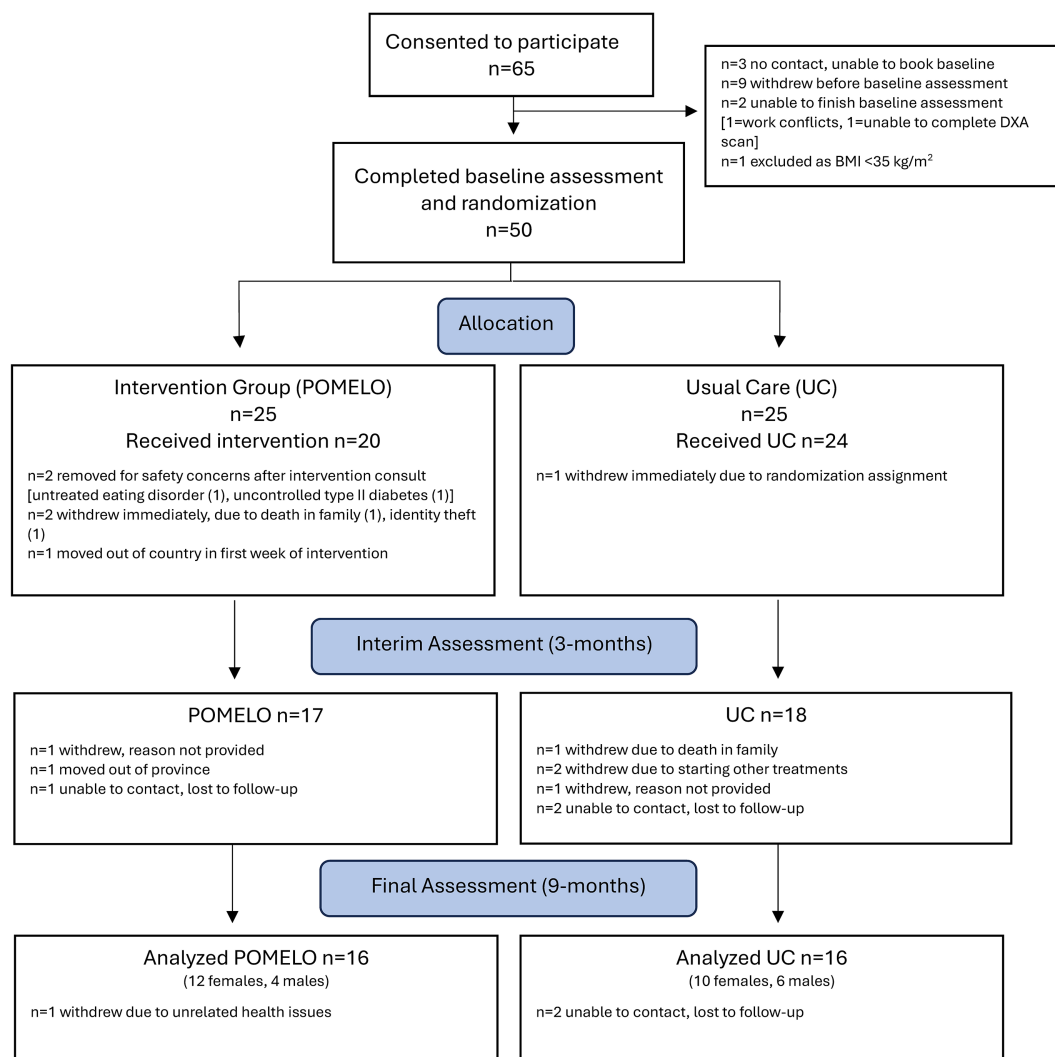 Consented to participate
n=65
n=3 no contact, unable to book baseline
n=9 withdrew before baseline assessment
n=2 unable to finish baseline assessment
[1=work conflicts, 1=unable to complete DXA
scan]
n=1 excluded as BMI <35 kg/m²
Completed baseline assessment
and randomization
n=50
Allocation
Intervention Group (POMELO)
n=25
Received intervention n=20
n=2 removed for safety concerns after intervention consult
[untreated eating disorder (1), uncontrolled type II diabetes (1)]
n=2 withdrew immediately, due to death in family (1), identity theft
(1)
n=1 moved out of country in first week of intervention
Usual Care (UC)
n=25
Received UC n=24
n=1 withdrew immediately due to randomization assignment
Interim Assessment (3-months)
POMELO n=17
n=1 withdrew, reason not provided
n=1 moved out of province
n=1 unable to contact, lost to follow-up
UC n=18
n=1 withdrew due to death in family
n=2 withdrew due to starting other treatments
n=1 withdrew, reason not provided
n=2 unable to contact, lost to follow-up
Final Assessment (9-months)
Analyzed POMELO n=16
(12 females, 4 males)
n=1 withdrew due to unrelated health issues
Analyzed UC n=16
(10 females, 6 males)
n=2 unable to contact, lost to follow-up